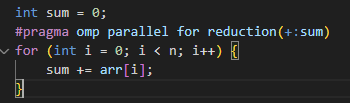 int sum = 0;
#pragma omp parallel for reduction(+:sum)
for (int i = 0; i < n; i++) {
    sum += arr[i];
}